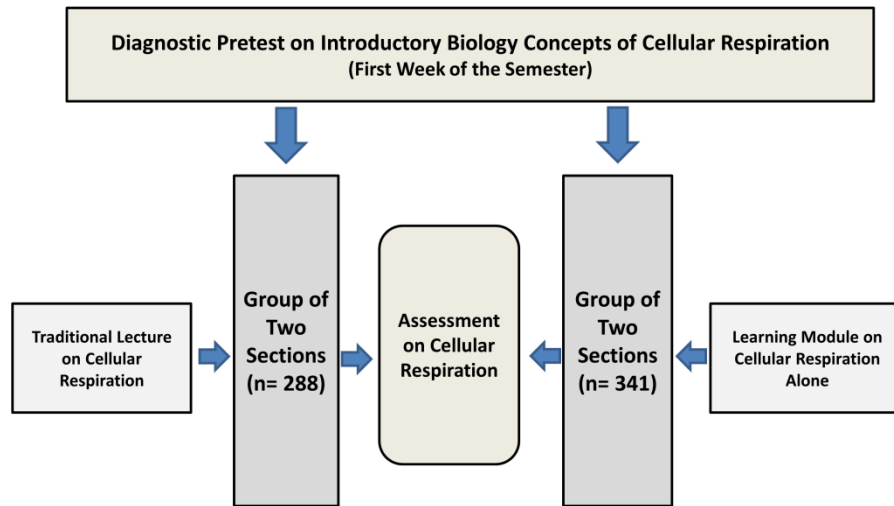 Diagnostic Pretest on Introductory Biology Concepts of Cellular Respiration
(First Week of the Semester)
Traditional Lecture
on Cellular
Respiration
Group of
Two
Sections
(n= 288)
Assessment
on Cellular
Respiration
Group of
Two
Sections
(n= 341)
Learning Module on
Cellular Respiration
Alone